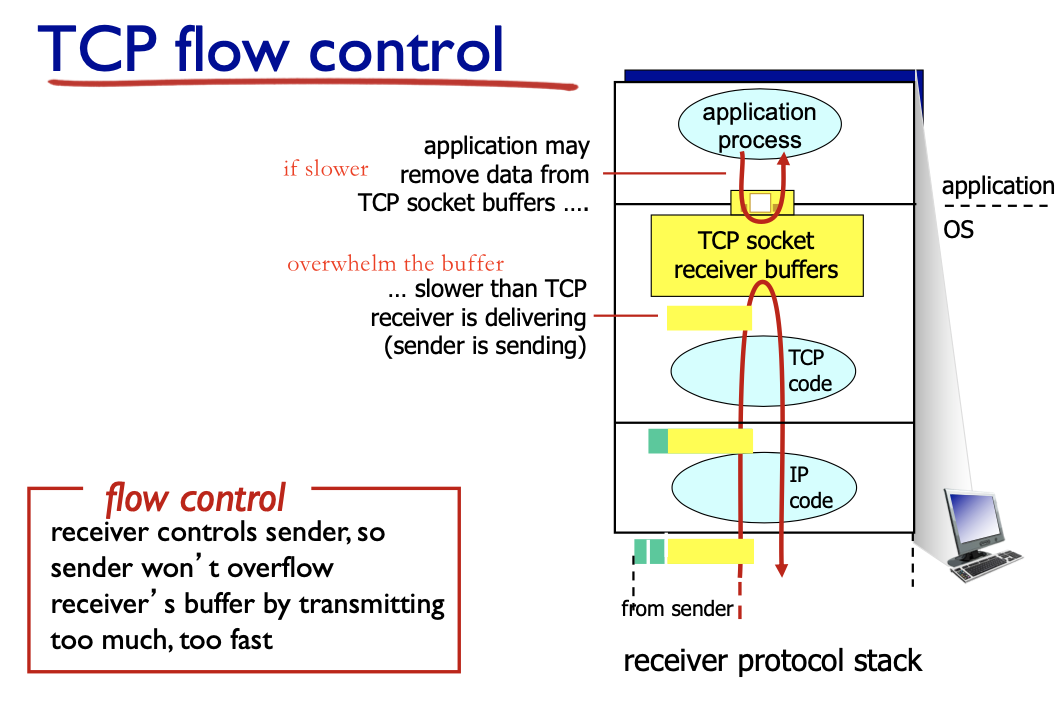 TCP flow control
application may
if slower
remove data from
TCP socket buffers ….
overwhelm the buffer
… slower than TCP
receiver is delivering
(sender is sending)
flow control
receiver controls sender, so
sender won’t overflow
receiver’s buffer by transmitting
too much, too fast
application
process
TCP socket
receiver buffers
TCP
code
IP
code
from sender
receiver protocol stack
application
OS